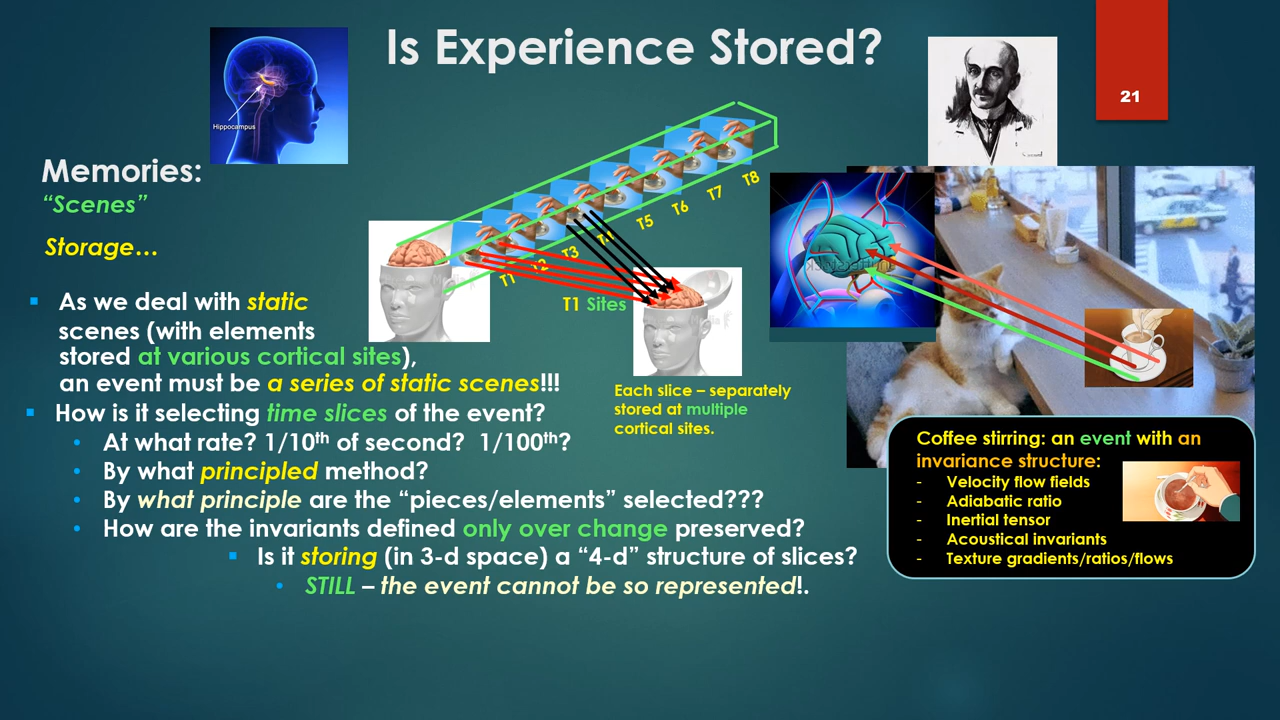 Is Experience Stored?
21
Hippocampus
Memories:
“Scenes”
Storage...
T1
T2
T3
T4
T5
T6
T7
T8
T1 Sites
▪ As we deal with static
scenes (with elements
stored at various cortical sites),
an event must be a series of static scenes!!!
Each slice – separately
stored at multiple
cortical sites.
▪ How is it selecting time slices of the event?
• At what rate? 1/10th of second? 1/100th?
• By what principled method?
• By what principle are the “pieces/elements” selected???
• How are the invariants defined only over change preserved?
▪ Is it storing (in 3-d space) a “4-d” structure of slices?
• STILL – the event cannot be so represented!.
Coffee stirring: an event with an
invariance structure:
- Velocity flow fields
- Adiabatic ratio
- Inertial tensor
- Acoustical invariants
- Texture gradients/ratios/flows